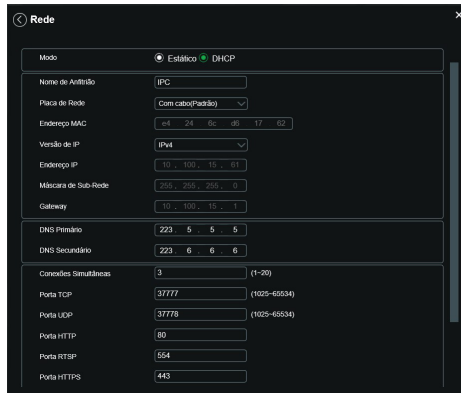 Rede
Modo Estático DHCP
Nome de Anfitrião IPC
Placa de Rede Com cabo(Padrão)
Endereço MAC e4 24 6c d6 17 62
Versão de IP IPv4
Endereço IP 10 . 100 . 15 . 61
Máscara de Sub-Rede 255 . 255 . 255 . 0
Gateway 10 . 100 . 15 . 1
DNS Primário 223 . 5 . 5 . 5
DNS Secundário 223 . 6 . 6 . 6
Conexões Simultâneas 3 (1~20)
Porta TCP 37777 (1025~65534)
Porta UDP 37778 (1025~65534)
Porta HTTP 80
Porta RTSP 554
Porta HTTPS 443